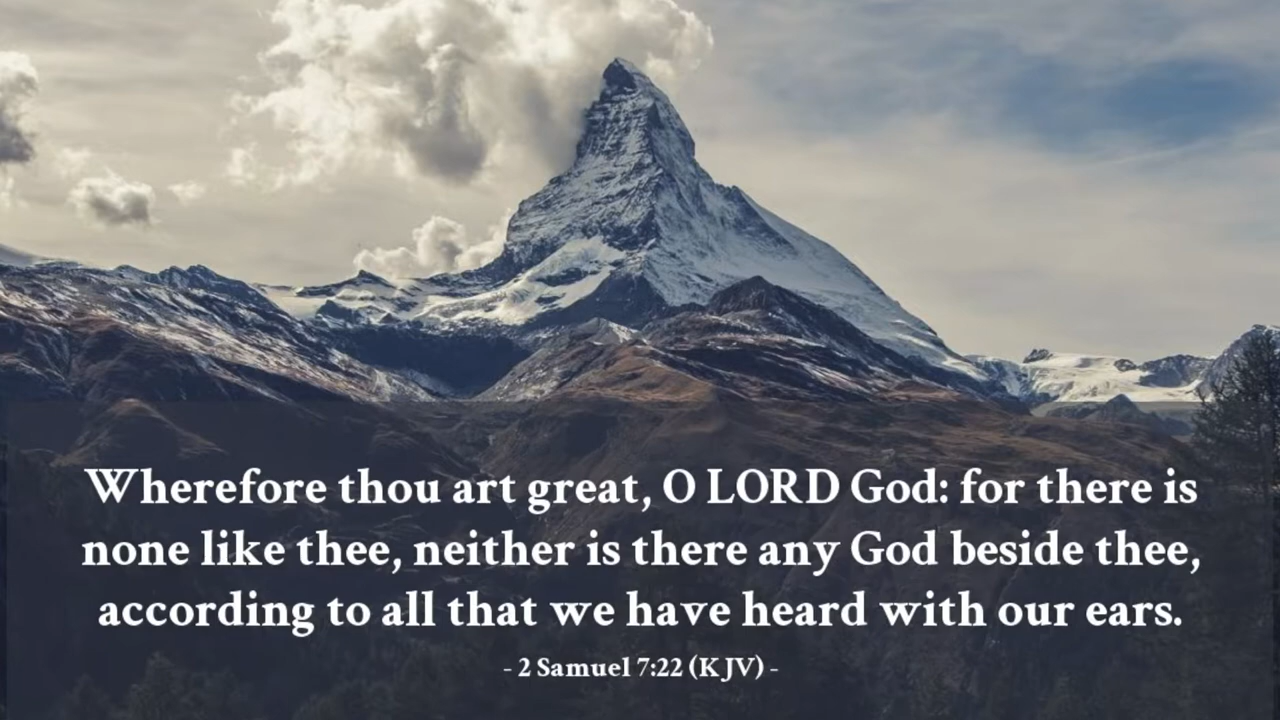 Wherefore thou art great, O LORD God: for there is
none like thee, neither is there any God beside thee,
according to all that we have heard with our ears.
- 2 Samuel 7:22 (KJV) -